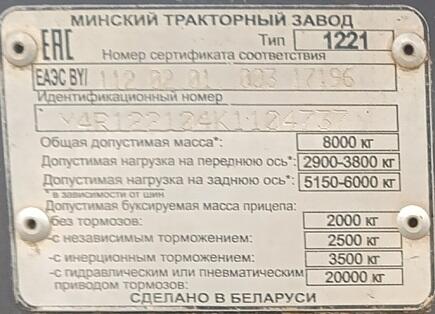 МИНСКИЙ ТРАКТОРНЫЙ ЗАВОД
EAC Тип 1221
Номер сертификата соответствия
ЕАЭС BY/ 112 02 01 003 17196
Идентификационный номер
Y4R122104K1104737
Общая допустимая масса*: 8000 кг
Допустимая нагрузка на переднюю ось*: 2900-3800 кг
Допустимая нагрузка на заднюю ось*: 5150-6000 кг
* в зависимости от шин
Допустимая буксируемая масса прицепа:
-без тормозов: 2000 кг
-с независимым торможением: 2500 кг
-с инерционным торможением: 3500 кг
-с гидравлическим или пневматическим
приводом тормозов: 20000 кг
СДЕЛАНО В БЕЛАРУСИ